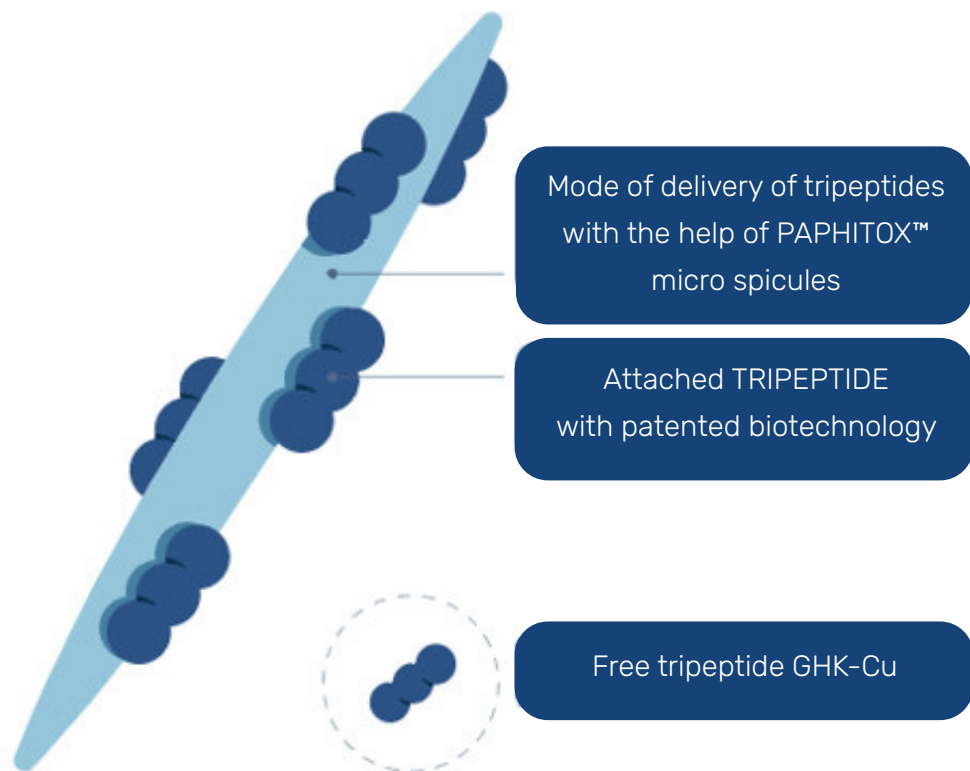 Mode of delivery of tripeptides
with the help of PAPHITOX™
micro spicules
Attached TRIPEPTIDE
with patented biotechnology
Free tripeptide GHK-Cu